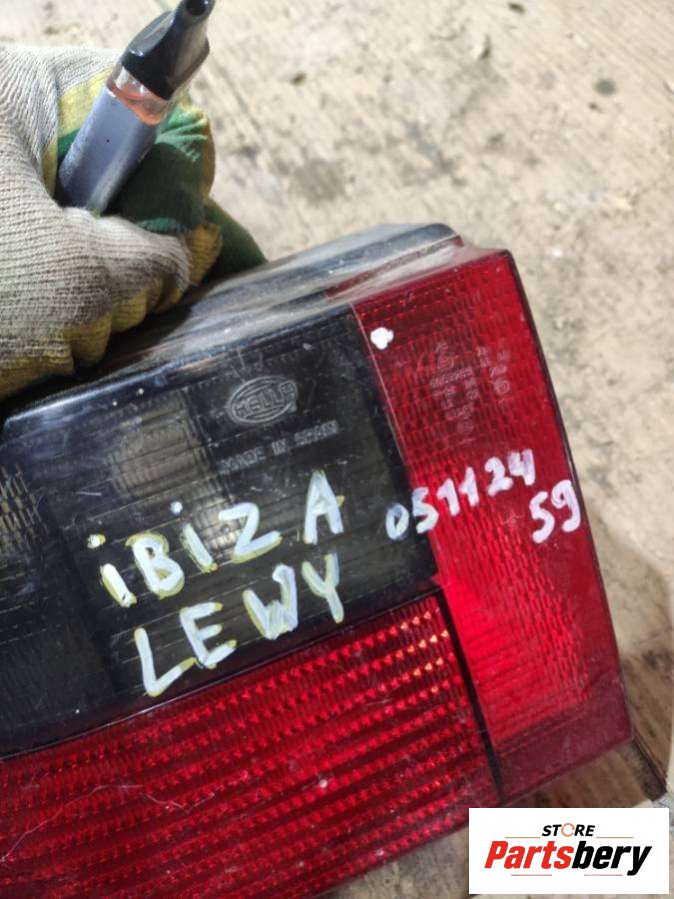 HELLA
MADE IN SPAIN
iBiZA
LEWY
051124
59
STORE
Partsbery